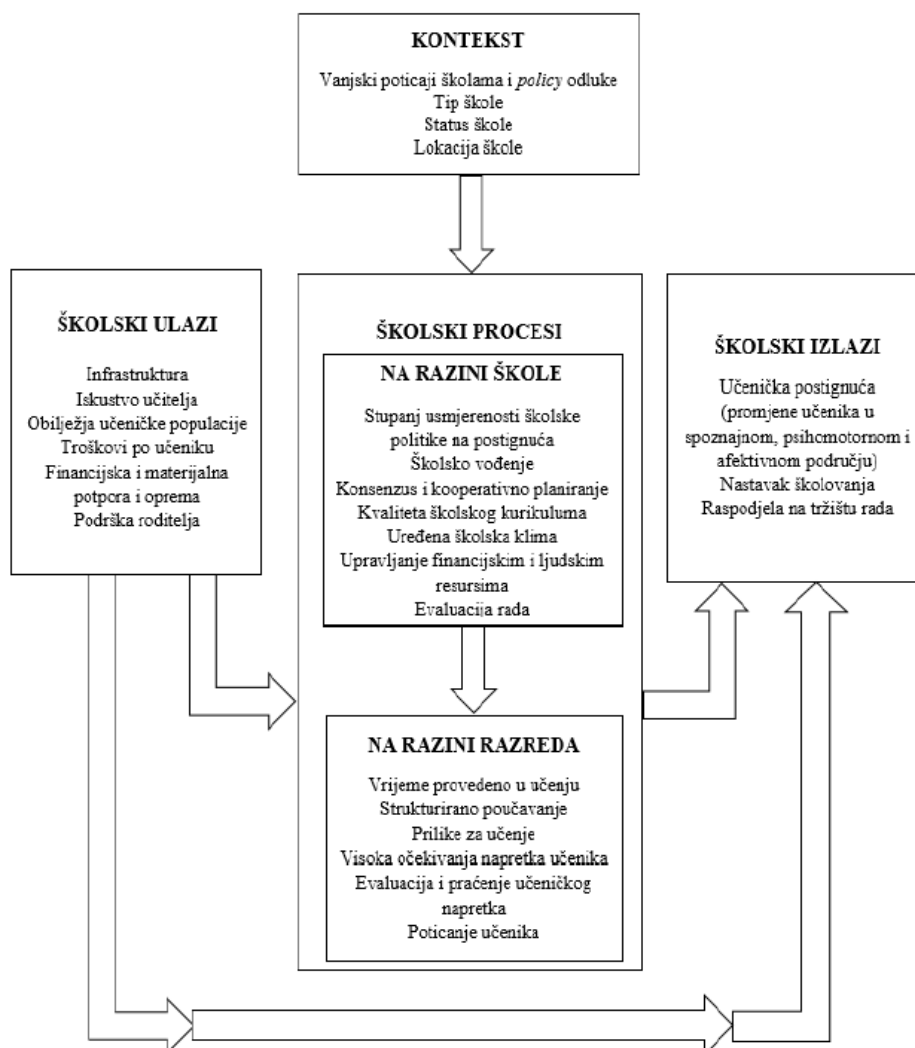 KONTEKST
Vanjski poticaji školama i policy odluke
Tip škole
Status škole
Lokacija škole
ŠKOLSKI ULAZI
Infrastruktura
Iskustvo učitelja
Obilježja učeničke populacije
Troškovi po učeniku
Financijska i materijalna
potpora i oprema
Podrška roditelja
ŠKOLSKI PROCESI
NA RAZINI ŠKOLE
Stupanj usmjerenosti školske
politike na postignuća
Školsko vođenje
Konsenzus i kooperativno planiranje
Kvaliteta školskog kurikuluma
Uređena školska klima
Upravljanje financijskim i ljudskim
resursima
Evaluacija rada
NA RAZINI RAZREDA
Vrijeme provedeno u učenju
Strukturirano poučavanje
Prilike za učenje
Visoka očekivanja napretka učenika
Evaluacija i praćenje učeničkog
napretka
Poticanje učenika
ŠKOLSKI IZLAZI
Učenička postignuća
(promjene učenika u
spoznajnom, psihomotornom i
afektivnom području)
Nastavak školovanja
Raspodjela na tržištu rada